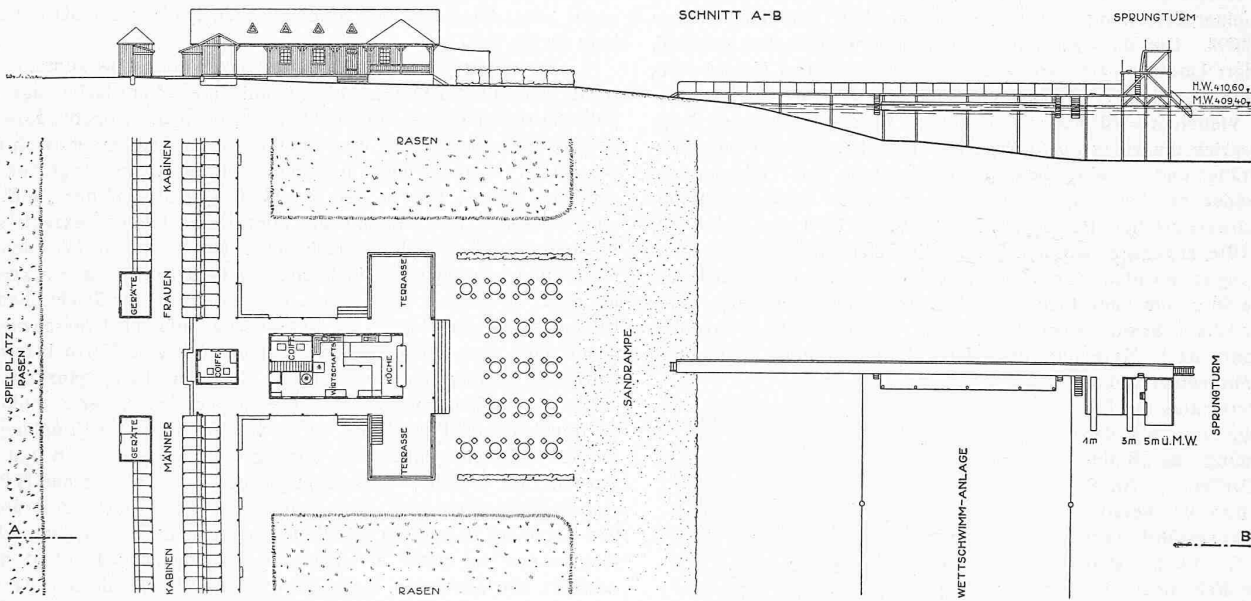 SCHNITT A-B
SPRUNGTURM
H.W. 410,60
M.W. 409,40
RASEN
KABINEN
FRAUEN
GERÄTE
TERRASSE
COIFF.
COIFF.
WIRTSCHAFTS
KÜCHE
SPIELPLATZ-
RASEN
SANDRAMPE
SPRUNGTURM
1m 3m 5m ü. M.W.
GERÄTE
MÄNNER
TERRASSE
WETTSCHWIMM-ANLAGE
A
B
KABINEN
RASEN